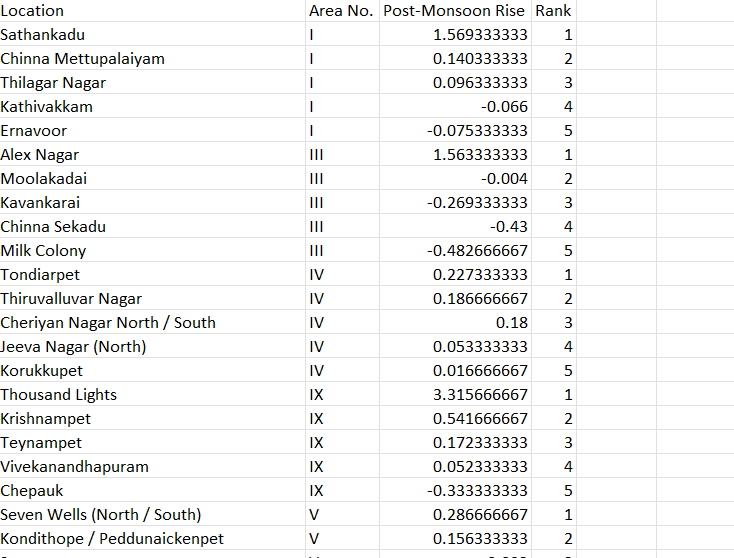 Location Area No. Post-Monsoon Rise Rank
Sathankadu I 1.569333333 1
Chinna Mettupalaiyam I 0.140333333 2
Thilagar Nagar I 0.096333333 3
Kathivakkam I -0.066 4
Ernavoor I -0.075333333 5
Alex Nagar III 1.563333333 1
Moolakadai III -0.004 2
Kavankarai III -0.269333333 3
Chinna Sekadu III -0.43 4
Milk Colony III -0.482666667 5
Tondiarpet IV 0.227333333 1
Thiruvalluvar Nagar IV 0.186666667 2
Cheriyan Nagar North / South IV 0.18 3
Jeeva Nagar (North) IV 0.053333333 4
Korukkupet IV 0.016666667 5
Thousand Lights IX 3.315666667 1
Krishnampet IX 0.541666667 2
Teynampet IX 0.172333333 3
Vivekanandhapuram IX 0.052333333 4
Chepauk IX -0.333333333 5
Seven Wells (North / South) V 0.286666667 1
Kondithope / Peddunaickenpet V 0.156333333 2